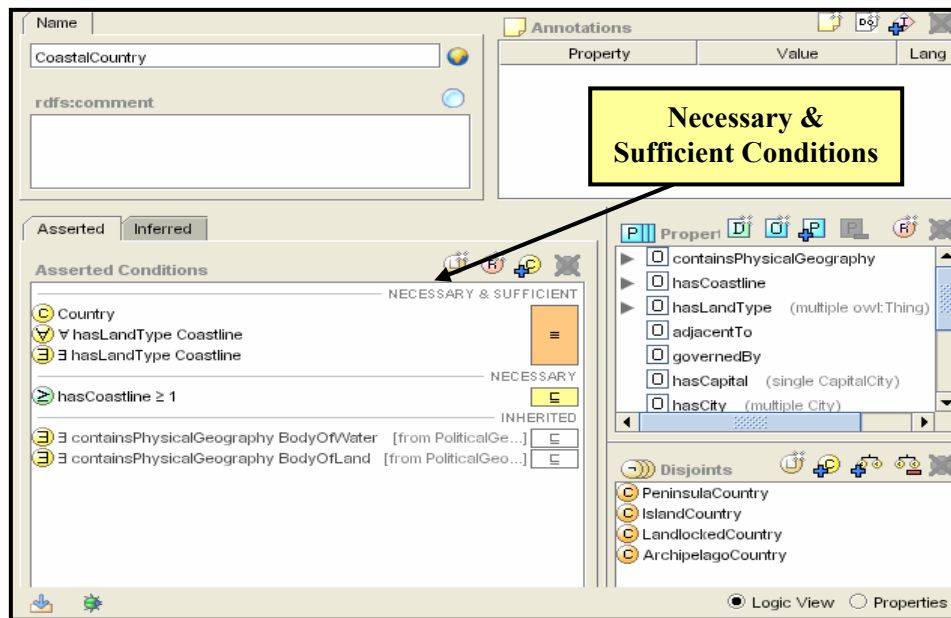 Name
CoastalCountry
rdfs:comment
Annotations
Property Value Lang
Necessary &
Sufficient Conditions
Asserted Inferred
Asserted Conditions
NECESSARY & SUFFICIENT
Country
∀ hasLandType Coastline
∃ hasLandType Coastline
≡
NECESSARY
hasCoastline ≥ 1
⊑
INHERITED
∃ containsPhysicalGeography BodyOfWater [from PoliticalGe...] ⊑
∃ containsPhysicalGeography BodyOfLand [from PoliticalGeo...] ⊑
Propert
containsPhysicalGeography
hasCoastline
hasLandType (multiple owl:Thing)
adjacentTo
governedBy
hasCapital (single CapitalCity)
hasCity (multiple City)
Disjoints
PeninsulaCountry
IslandCountry
LandlockedCountry
ArchipelagoCountry
Logic View Properties